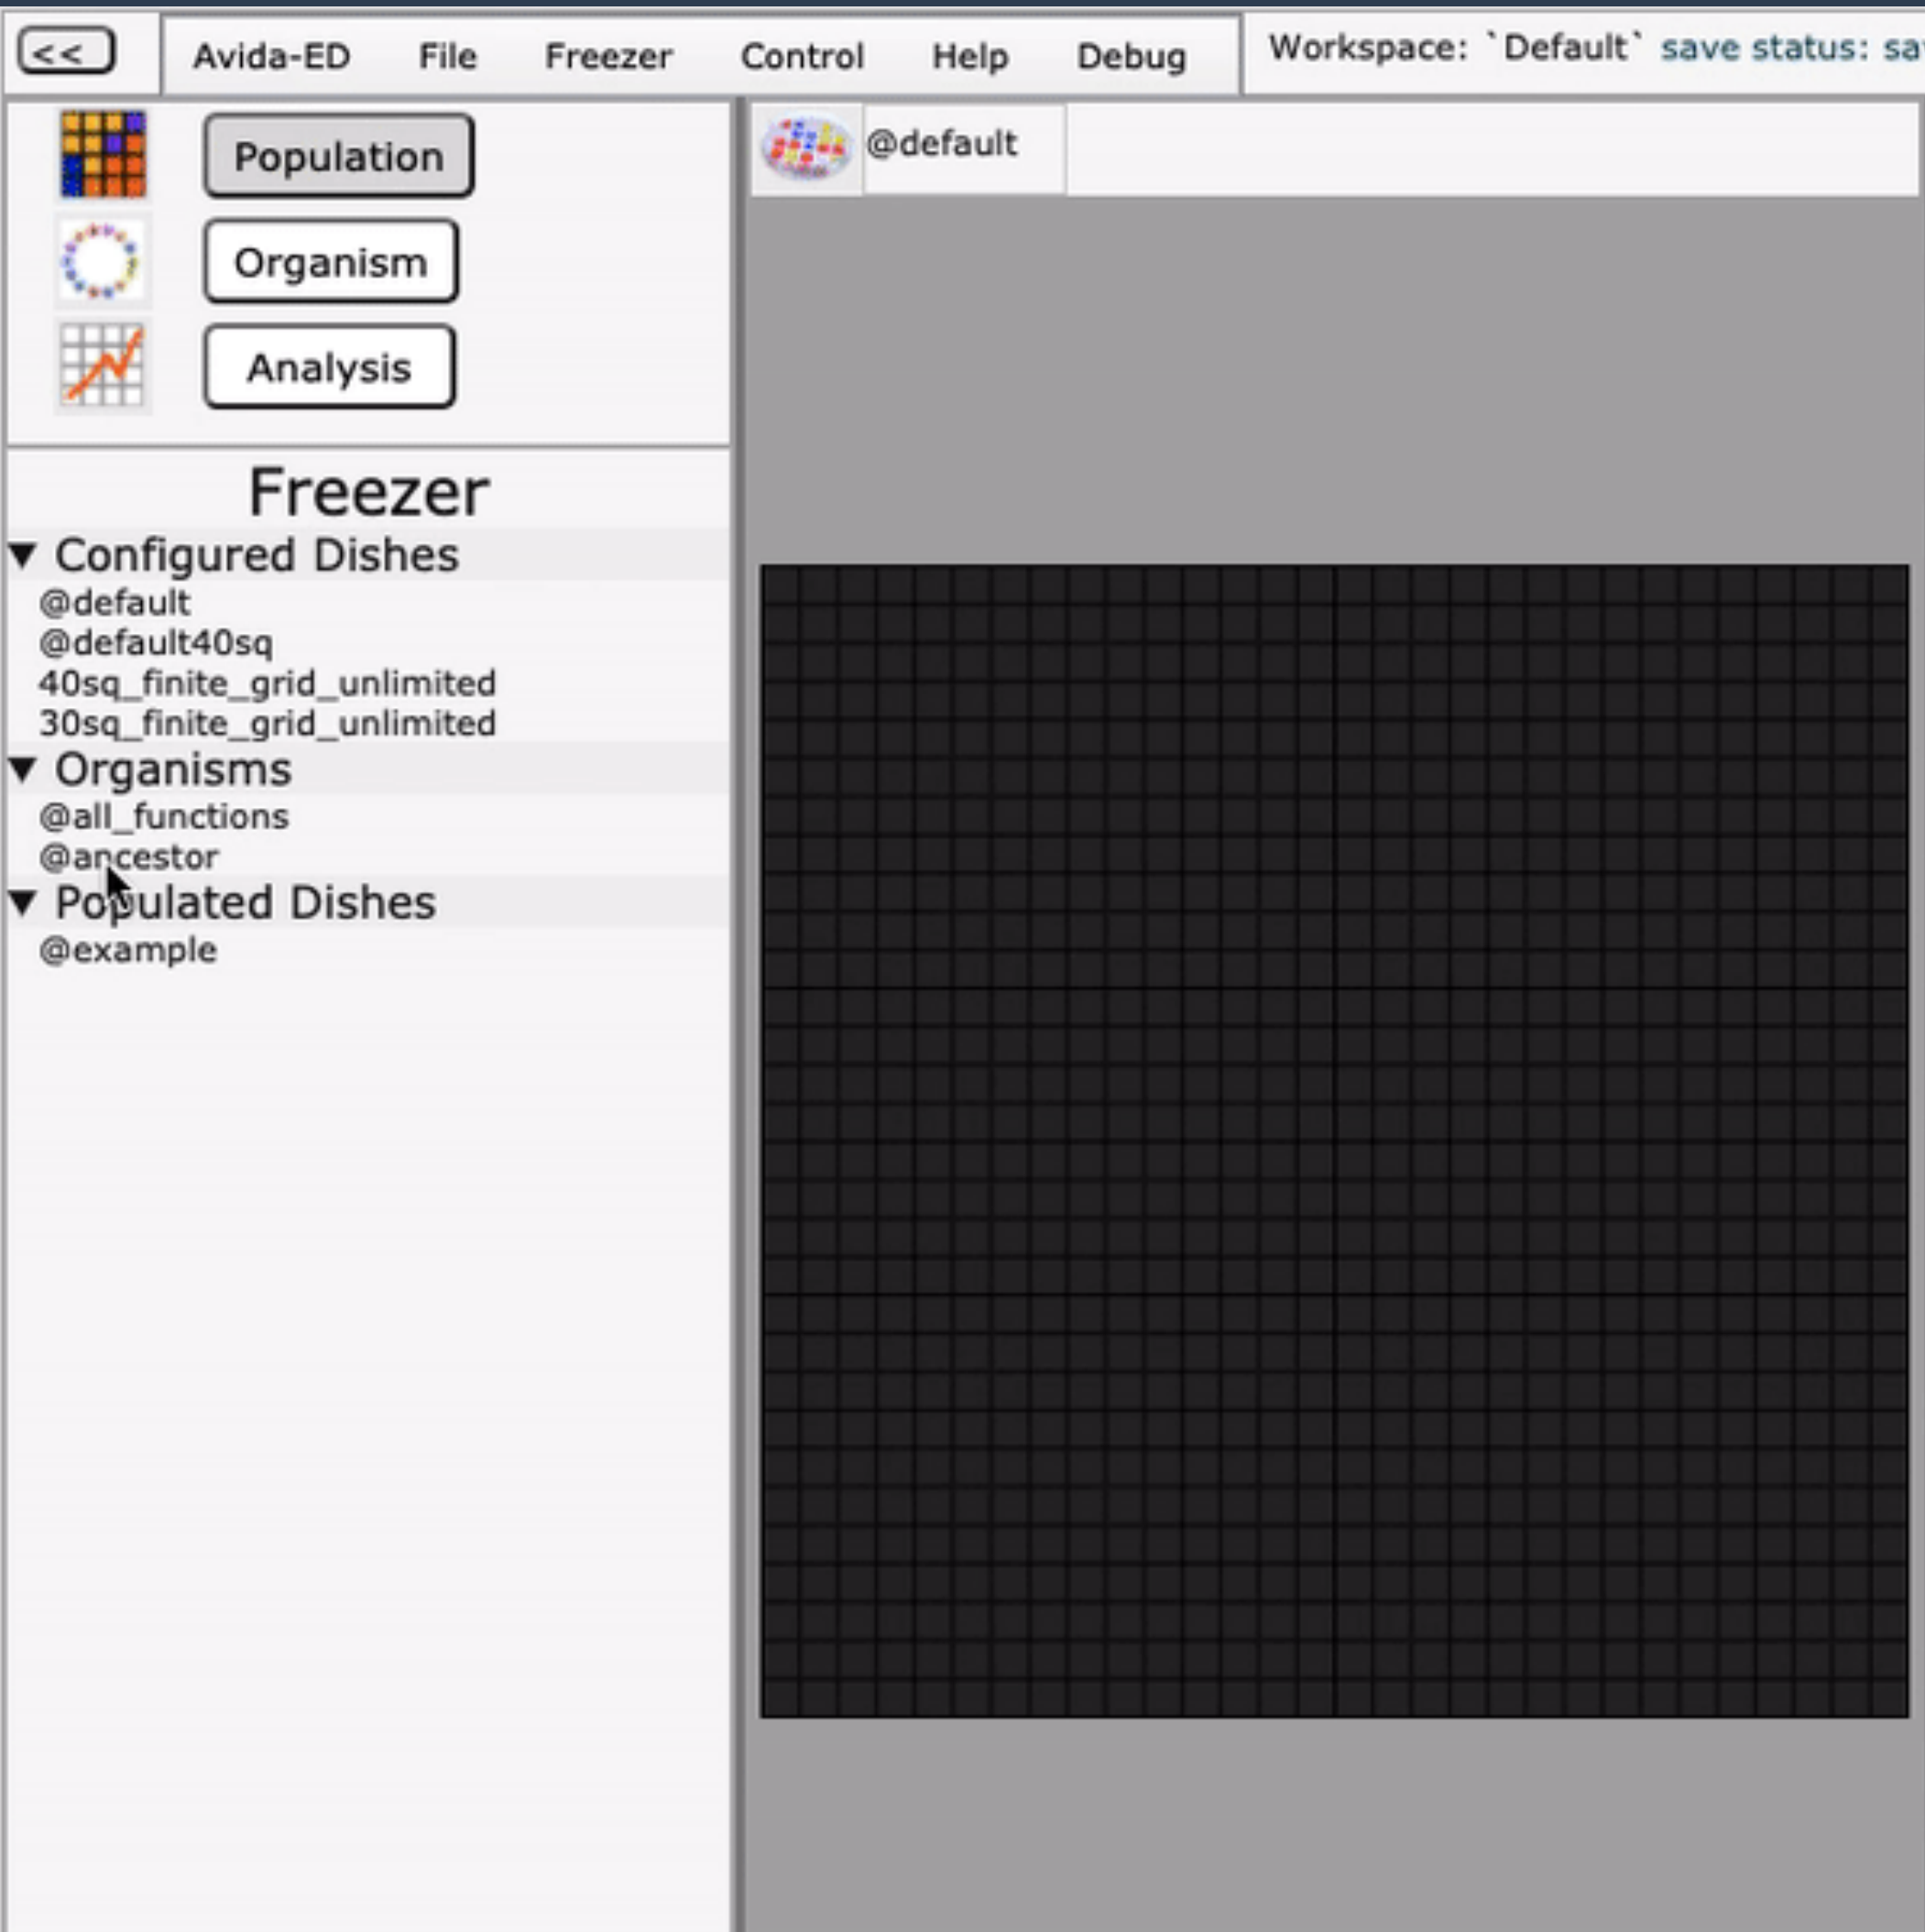 << Avida-ED File Freezer Control Help Debug Workspace: `Default` save status:
Population
@default
Organism
Analysis
Freezer
▼ Configured Dishes
@default
@default40sq
40sq_finite_grid_unlimited
30sq_finite_grid_unlimited
▼ Organisms
@all_functions
@ancestor
▼ Populated Dishes
@example